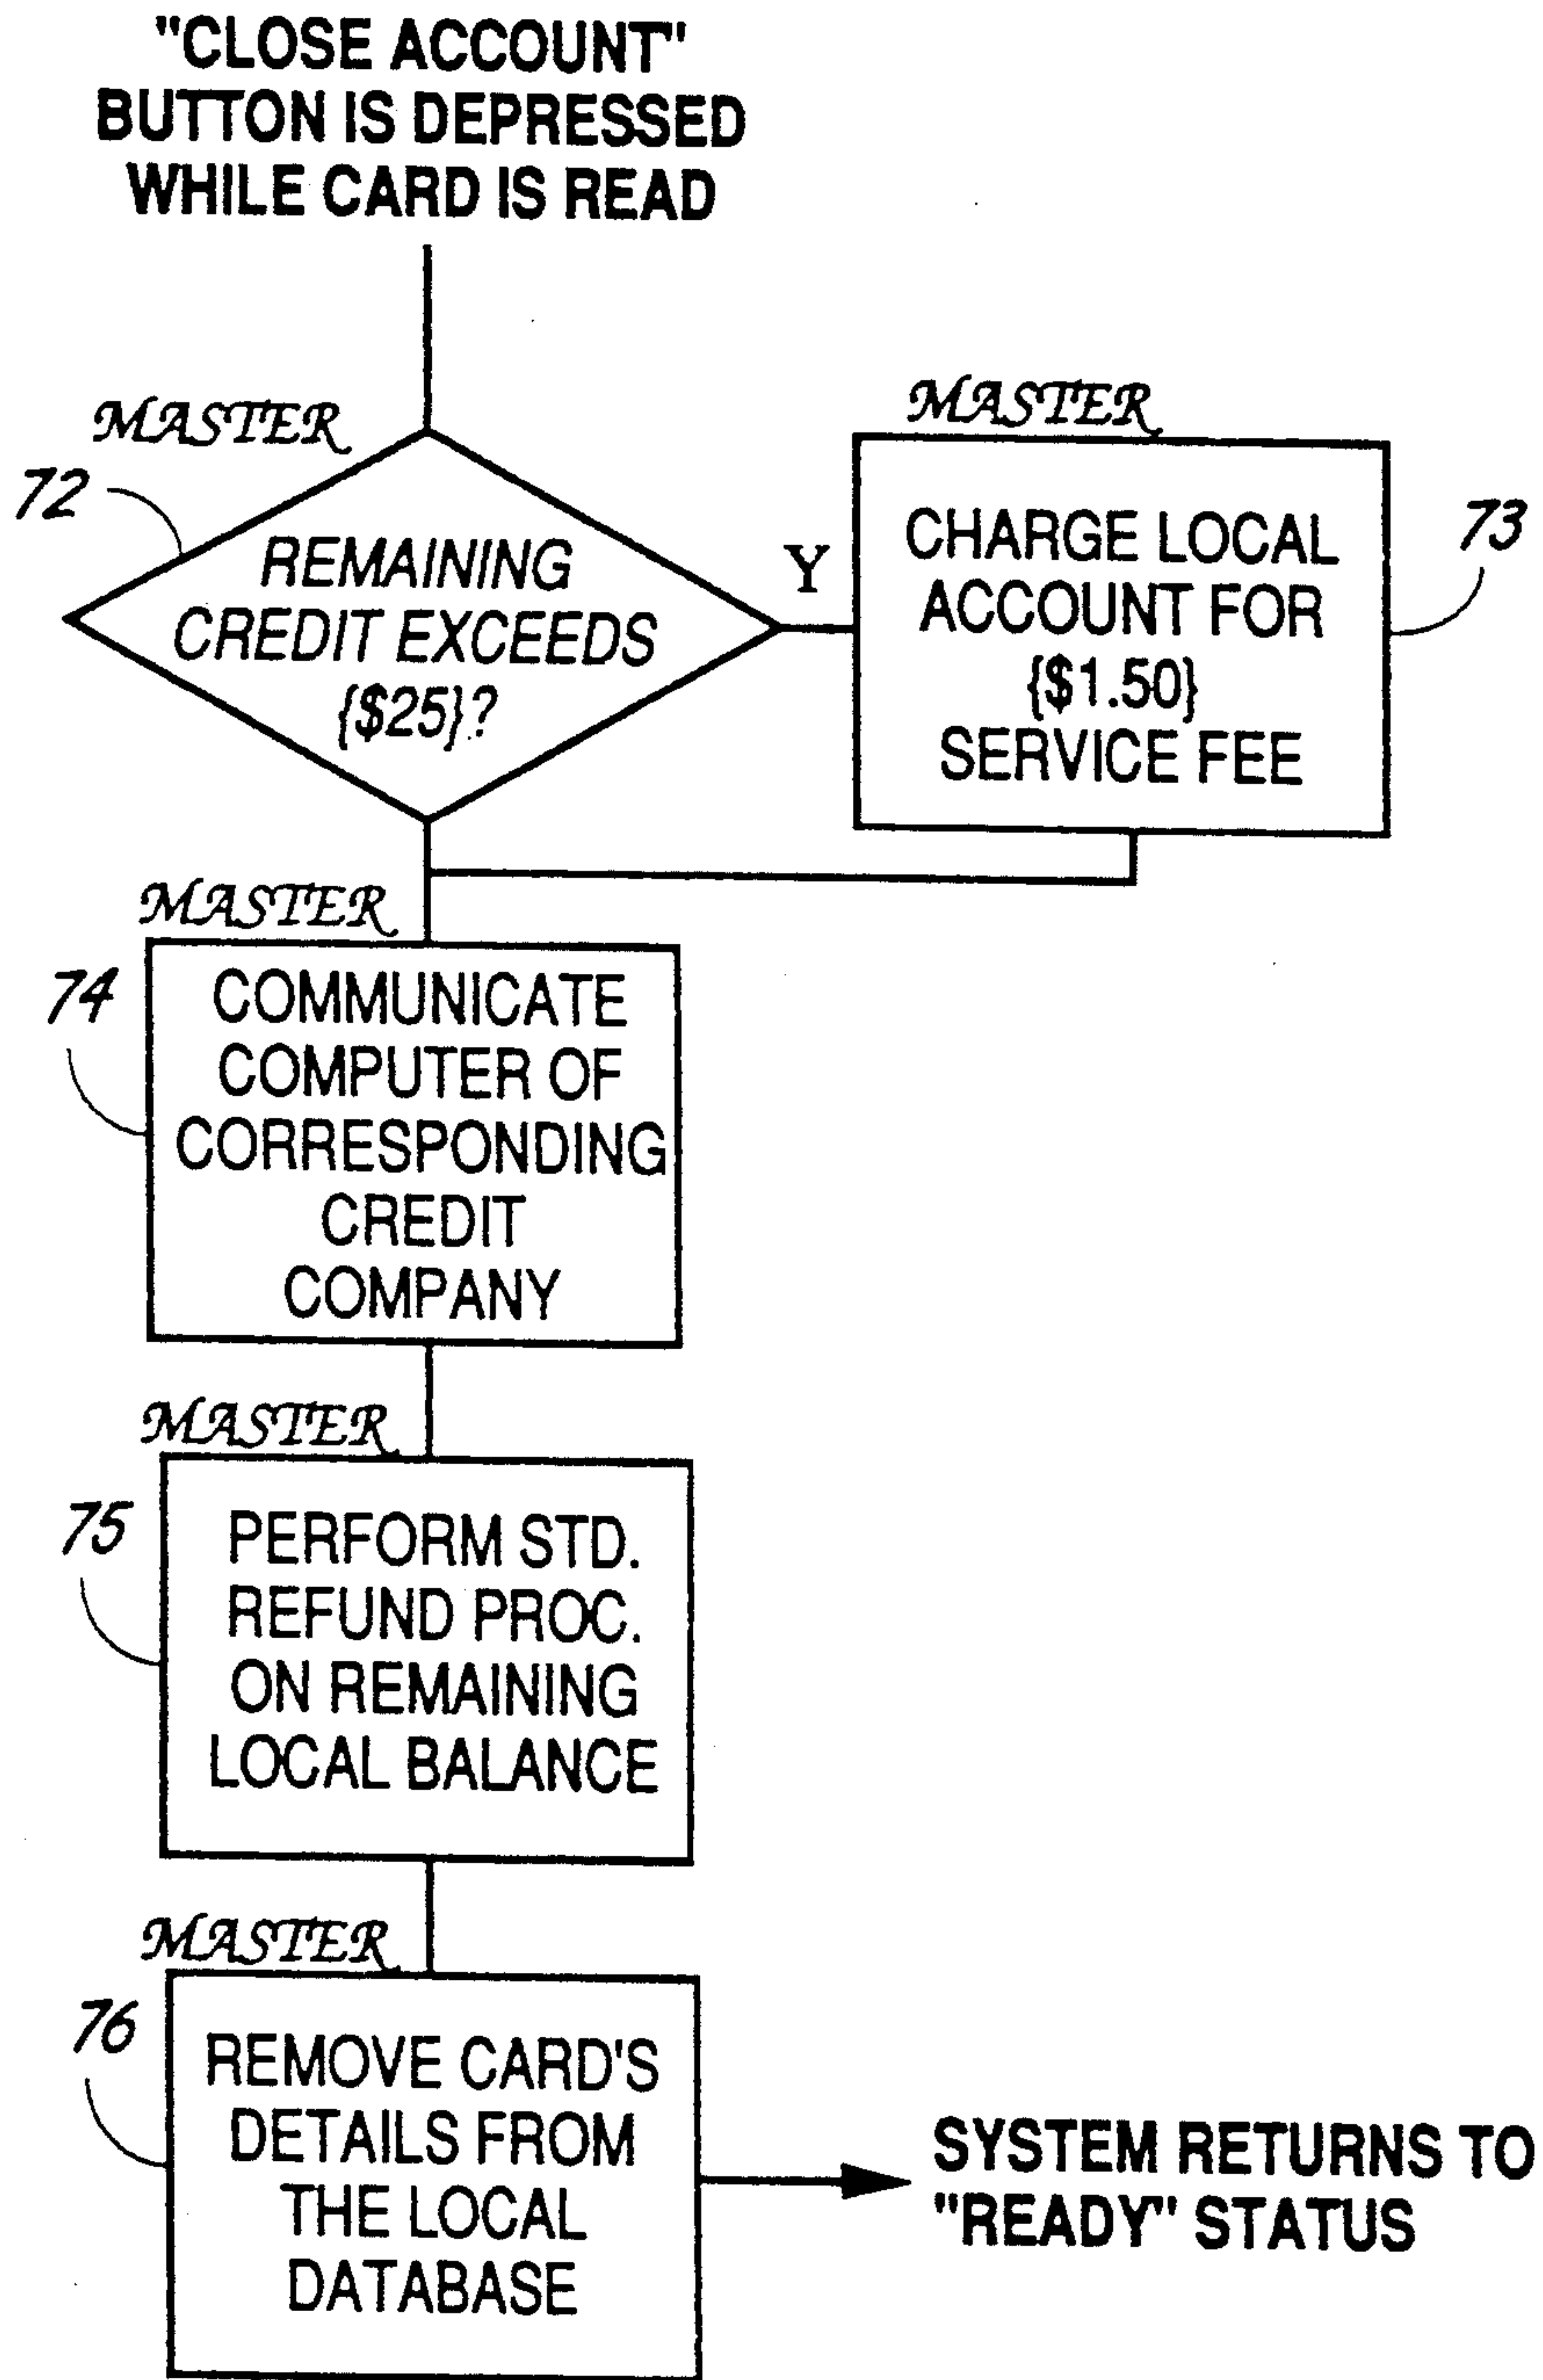 "CLOSE ACCOUNT"
BUTTON IS DEPRESSED
WHILE CARD IS READ
MASTER
72
REMAINING
CREDIT EXCEEDS
{$25}?
Y
MASTER
CHARGE LOCAL
ACCOUNT FOR
{$1.50}
SERVICE FEE
73
MASTER
74
COMMUNICATE
COMPUTER OF
CORRESPONDING
CREDIT
COMPANY
MASTER
75
PERFORM STD.
REFUND PROC.
ON REMAINING
LOCAL BALANCE
MASTER
76
REMOVE CARD'S
DETAILS FROM
THE LOCAL
DATABASE
SYSTEM RETURNS TO
"READY" STATUS